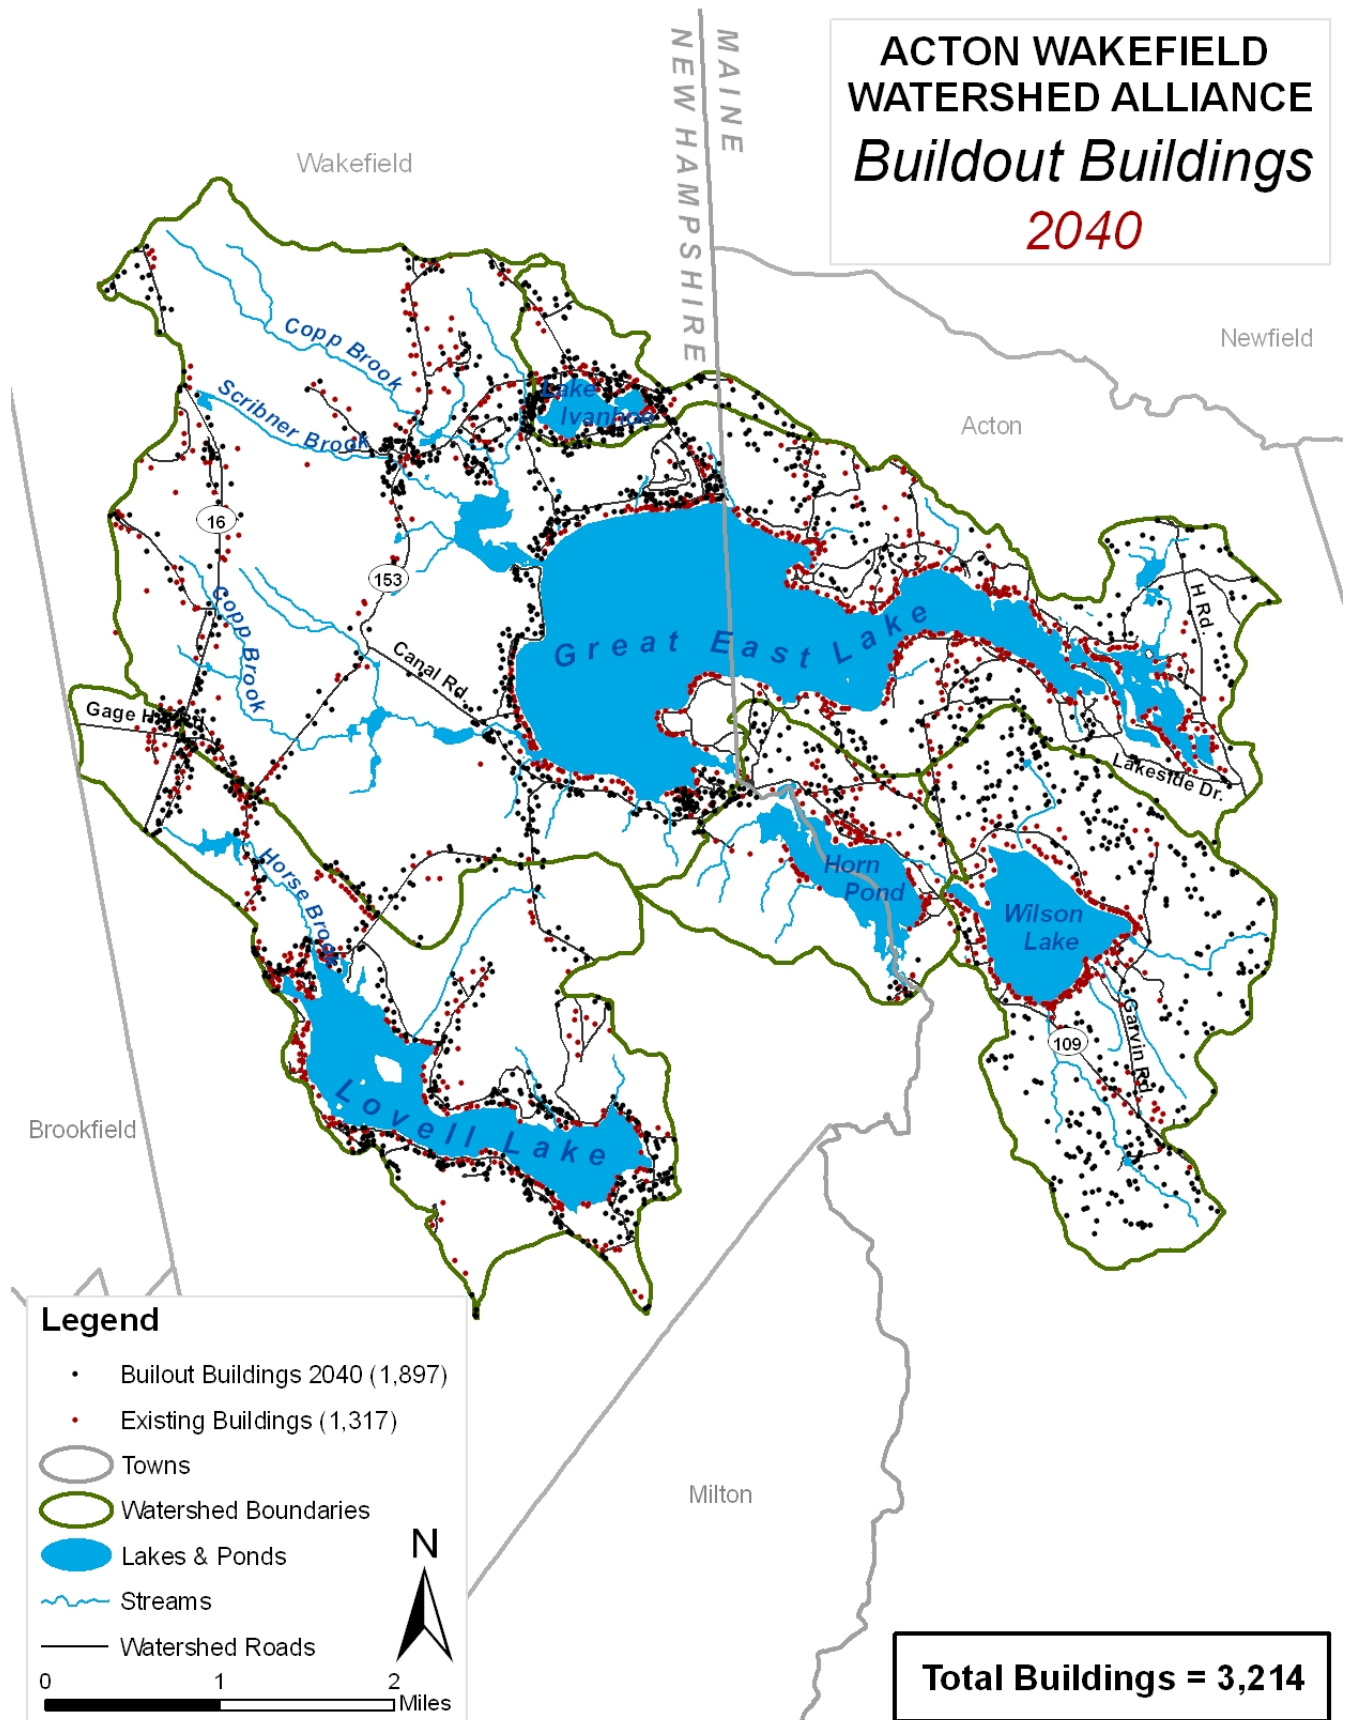 ACTON WAKEFIELD
WATERSHED ALLIANCE
Buildout Buildings
2040
MAINE
NEW HAMPSHIRE
Wakefield
Newfield
Acton
Copp Brook
Scribner Brook
Lake
Ivanhoe
16
153
H Rd.
Copp Brook
Great East Lake
Canal Rd.
Gage Hill Rd.
Lakeside Dr.
Horse Brook
Horn
Pond
Wilson
Lake
Garvin Rd
109
Lovell Lake
Brookfield
Milton
Legend
Builout Buildings 2040 (1,897)
Existing Buildings (1,317)
Towns
Watershed Boundaries
Lakes & Ponds
Streams
Watershed Roads
N
0 1 2
Miles
Total Buildings = 3,214